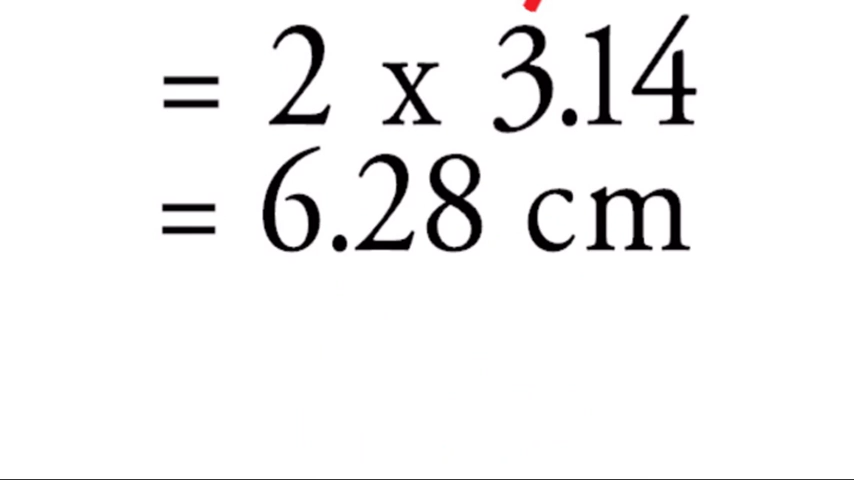 = 2 x 3.14
= 6.28 cm